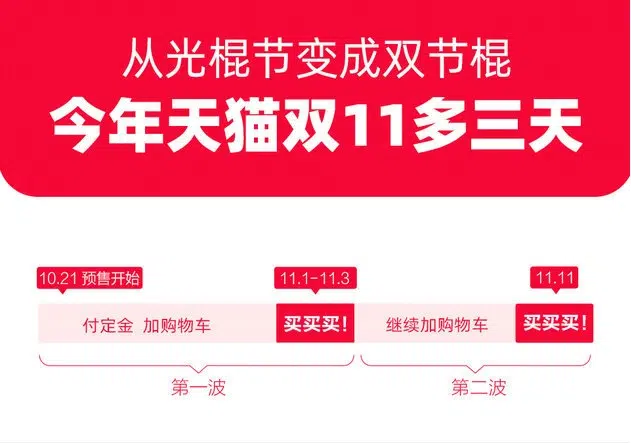 从光棍节变成双节棍
今年天猫双11多三天
10.21 预售开始
11.1-11.3
11.11
付定金 加购物车
买买买！
继续加购物车
买买买！
第一波
第二波